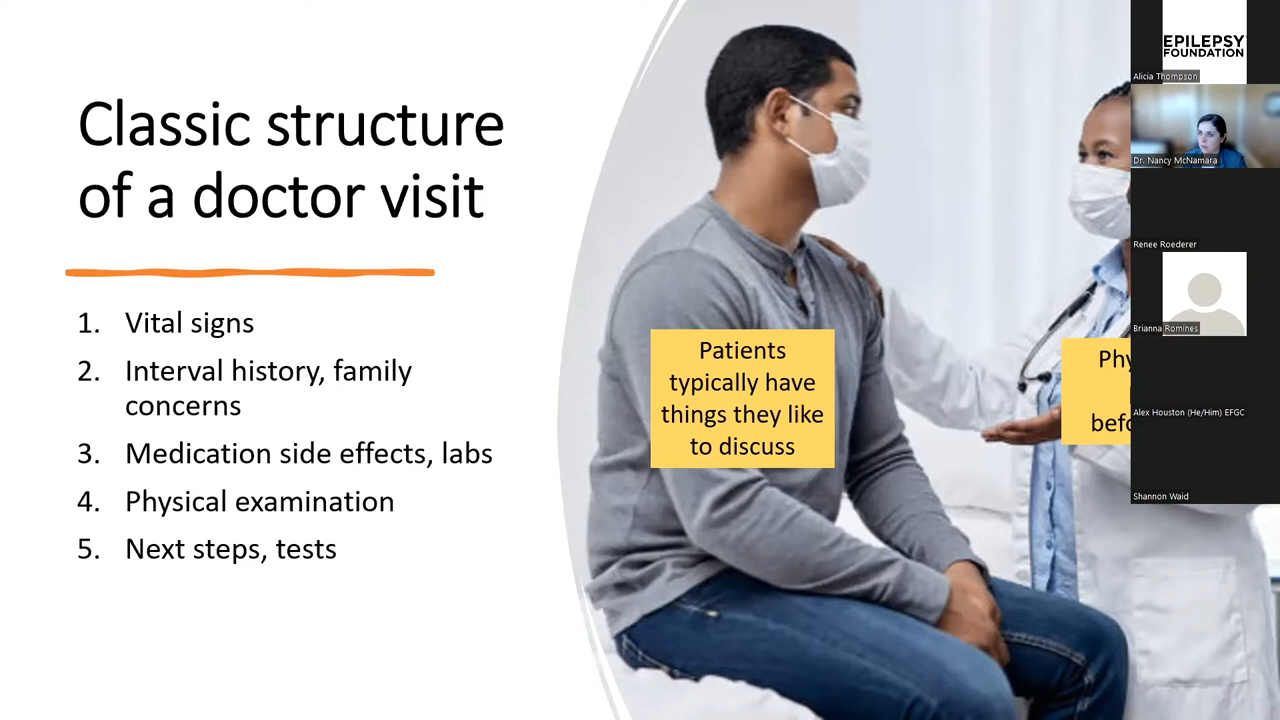 Classic structure
of a doctor visit
1. Vital signs
2. Interval history, family
concerns
3. Medication side effects, labs
4. Physical examination
5. Next steps, tests
Patients
typically have
things they like
to discuss
EPILEPSY
FOUNDATION
Alicia Thompson
Dr. Nancy McNamara
Renee Roederer
Brianna Romines
Alex Houston (He/Him) EFGC
Shannon Waid